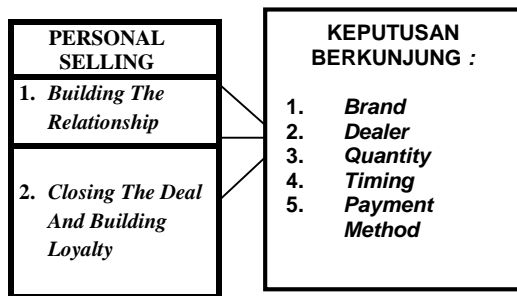 PERSONAL
SELLING
1. Building The
Relationship
2. Closing The Deal
And Building
Loyalty
KEPUTUSAN
BERKUNJUNG :
1. Brand
2. Dealer
3. Quantity
4. Timing
5. Payment
Method